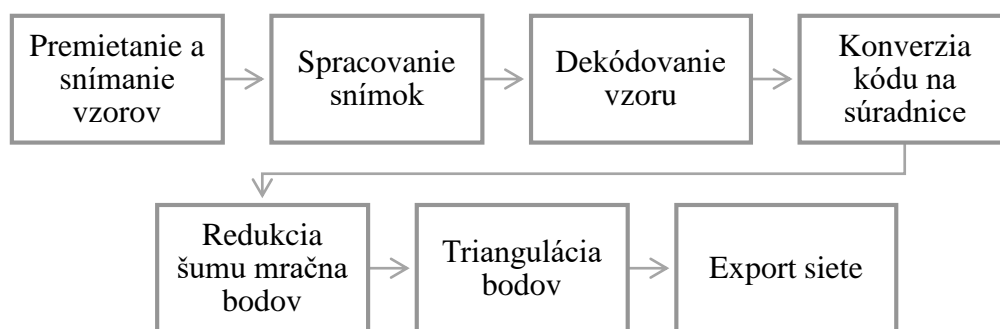 Premietanie a
snímanie
vzorov
Spracovanie
snímok
Dekódovanie
vzoru
Konverzia
kódu na
súradnice
Redukcia
šumu mračna
bodov
Triangulácia
bodov
Export siete